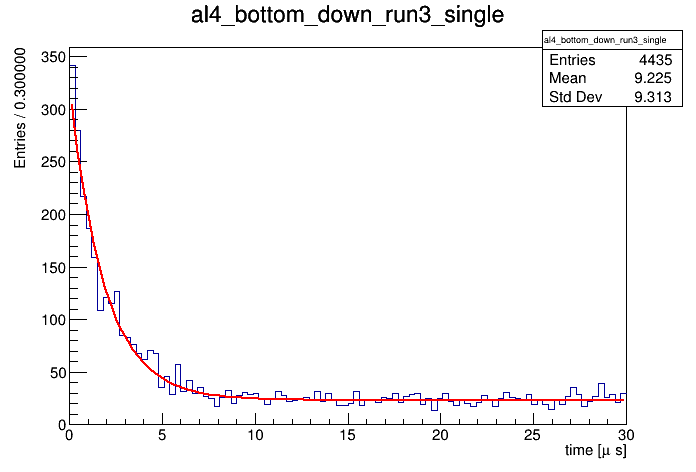 al4_bottom_down_run3_single
al4_bottom_down_run3_single
Entries 4435
Mean 9.225
Std Dev 9.313
Entries / 0.300000
350
300
250
200
150
100
50
0
0 5 10 15 20 25 30
time [μ s]